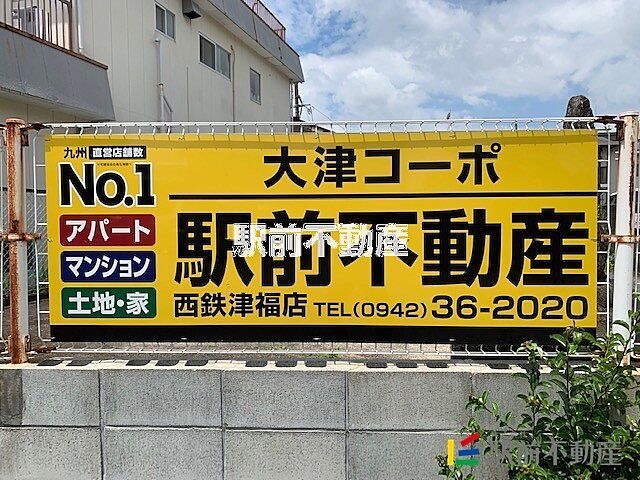 九州 直営店舗数
No.1
アパート
マンション
土地・家
大津コーポ
駅前不動産
駅前不動産
西鉄津福店 TEL(0942)36-2020
駅前不動産